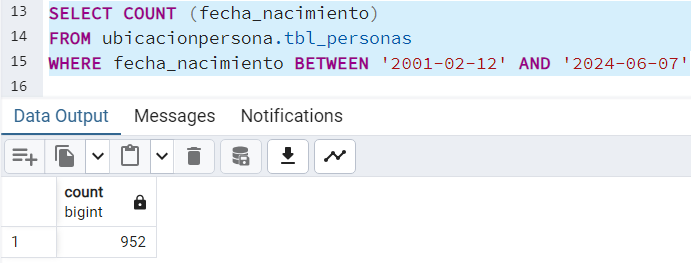 13 SELECT COUNT (fecha_nacimiento)
14 FROM ubicacionpersona.tbl_personas
15 WHERE fecha_nacimiento BETWEEN '2001-02-12' AND '2024-06-07'
16
Data Output Messages Notifications
count
bigint
1 952